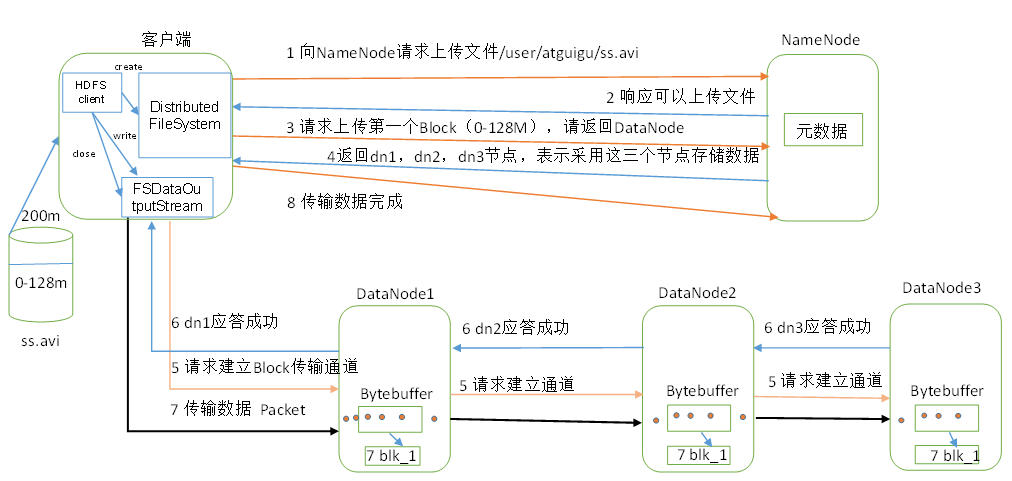 客户端
NameNode
1 向NameNode请求上传文件/user/atguigu/ss.avi
create
HDFS
client
Distributed
FileSystem
2 响应可以上传文件
3 请求上传第一个Block（0-128M），请返回DataNode
元数据
write
close
4返回dn1，dn2，dn3节点，表示采用这三个节点存储数据
FSDataOu
tputStream
8 传输数据完成
200m
0-128m
ss.avi
DataNode1
DataNode2
DataNode3
6 dn1应答成功
6 dn2应答成功
6 dn3应答成功
5 请求建立Block传输通道
5 请求建立通道
5 请求建立通道
Bytebuffer
Bytebuffer
Bytebuffer
7 传输数据 Packet
7 blk_1
7 blk_1
7 blk_1